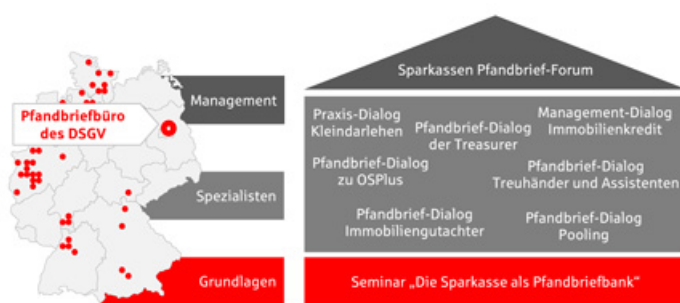 Pfandbriefbüro
des DSGV
Management
Spezialisten
Grundlagen
Sparkassen Pfandbrief-Forum
Praxis-Dialog
Kleindarlehen
Pfandbrief-Dialog
der Treasurer
Management-Dialog
Immobilienkredit
Pfandbrief-Dialog
zu OSPlus
Pfandbrief-Dialog
Treuhänder und Assistenten
Pfandbrief-Dialog
Immobiliengutachter
Pfandbrief-Dialog
Pooling
Seminar „Die Sparkasse als Pfandbriefbank“